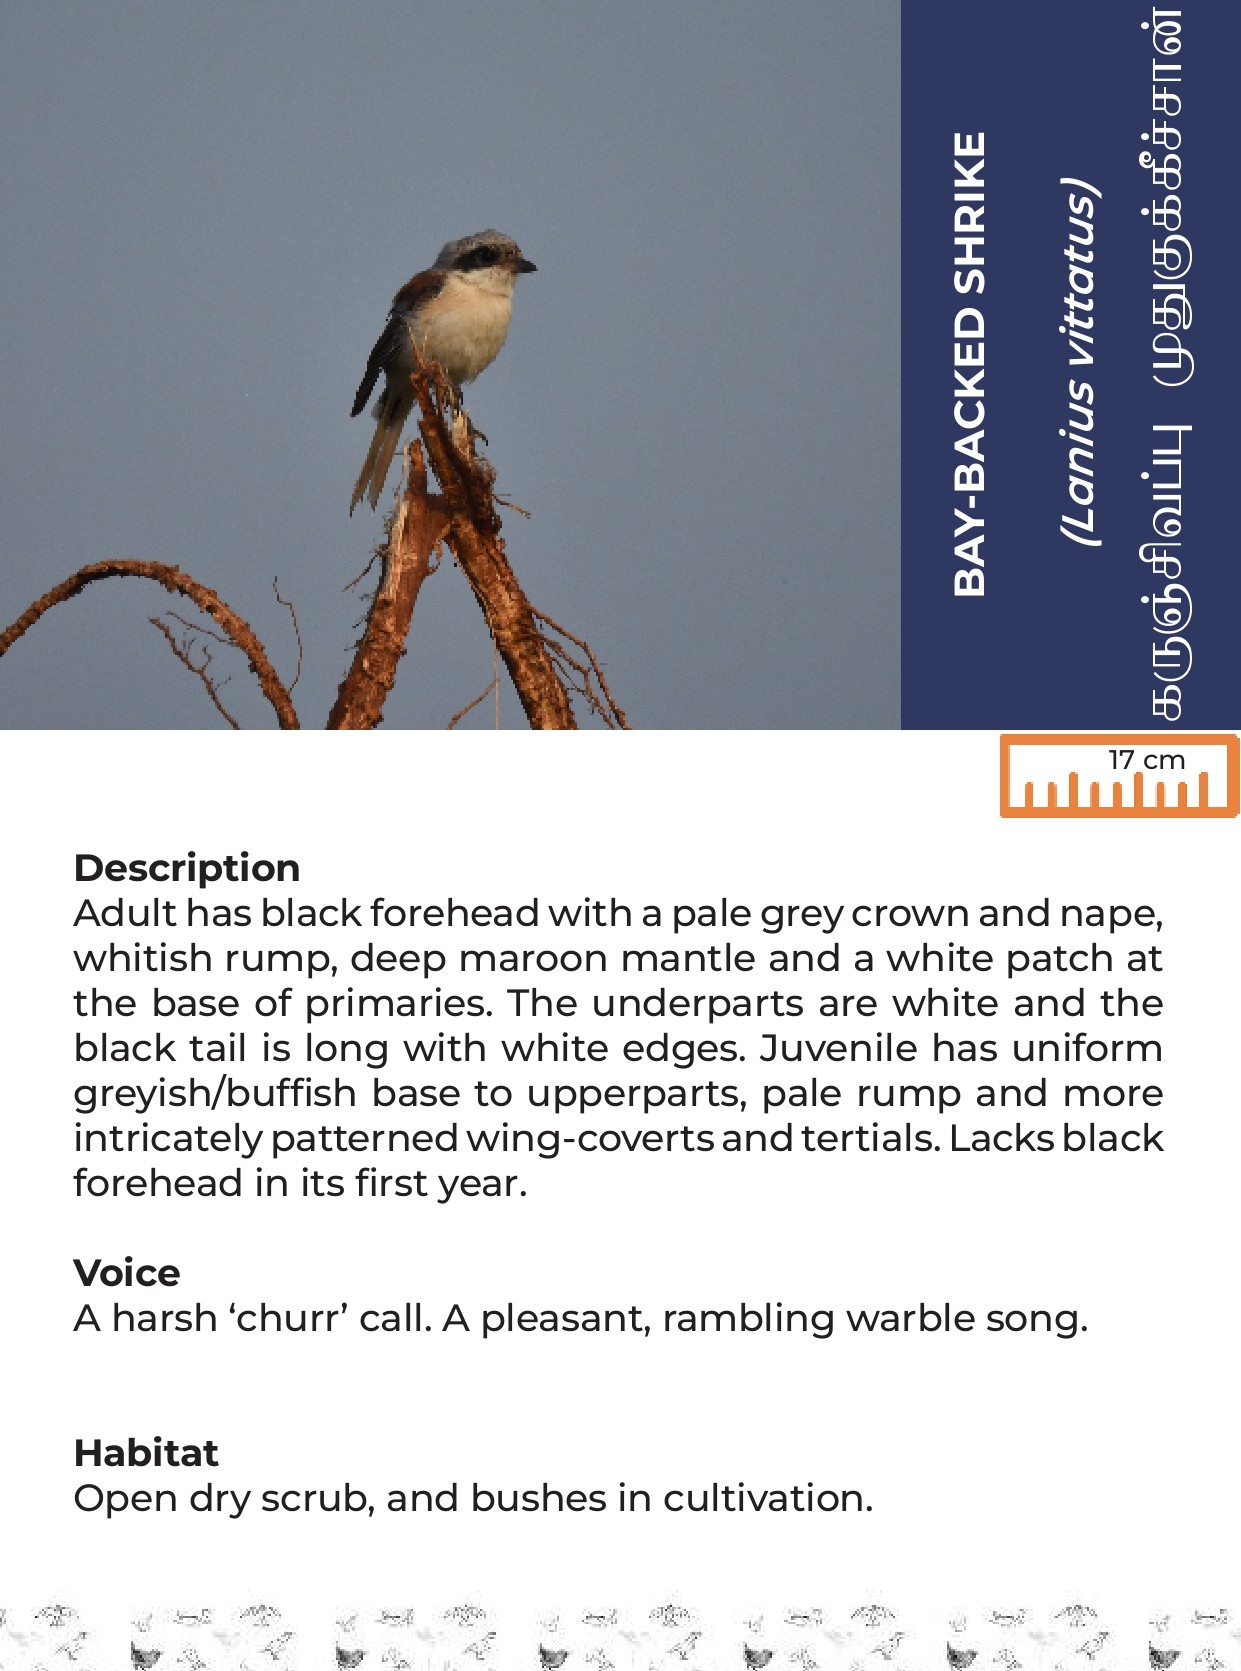 BAY-BACKED SHRIKE
(Lanius vittatus)
கருஞ்சிவப்பு முதுகுக்கீச்சான்
17 cm
Description
Adult has black forehead with a pale grey crown and nape,
whitish rump, deep maroon mantle and a white patch at
the base of primaries. The underparts are white and the
black tail is long with white edges. Juvenile has uniform
greyish/buffish base to upperparts, pale rump and more
intricately patterned wing-coverts and tertials. Lacks black
forehead in its first year.
Voice
A harsh ‘churr’ call. A pleasant, rambling warble song.
Habitat
Open dry scrub, and bushes in cultivation.